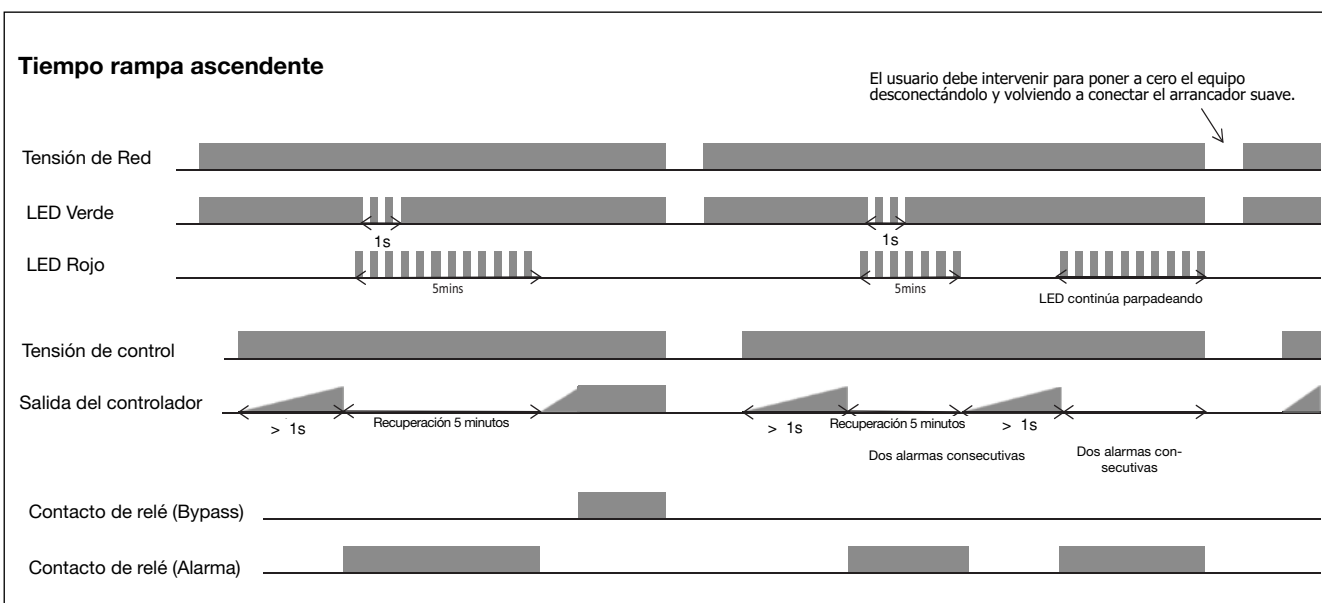 Tiempo rampa ascendente
El usuario debe intervenir para poner a cero el equipo
desconectándolo y volviendo a conectar el arrancador suave.
Tensión de Red
LED Verde
1s
1s
LED Rojo
5mins
5mins
LED continúa parpadeando
Tensión de control
Salida del controlador
> 1s
Recuperación 5 minutos
> 1s
Recuperación 5 minutos
> 1s
Dos alarmas consecutivas
Dos alarmas con-
secutivas
Contacto de relé (Bypass)
Contacto de relé (Alarma)